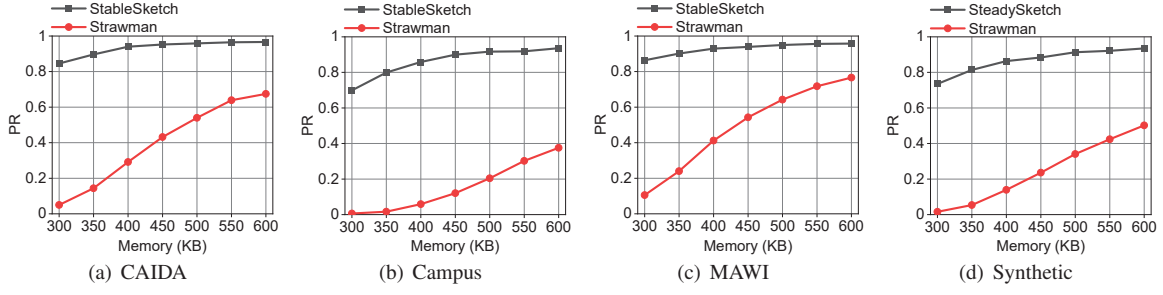 StableSketch
Strawman
1
0.8
0.6
0.4
0.2
0
PR
300 350 400 450 500 550 600
Memory (KB)
(a) CAIDA
StableSketch
Strawman
1
0.8
0.6
0.4
0.2
0
PR
300 350 400 450 500 550 600
Memory (KB)
(b) Campus
StableSketch
Strawman
1
0.8
0.6
0.4
0.2
0
PR
300 350 400 450 500 550 600
Memory (KB)
(c) MAWI
SteadySketch
Strawman
1
0.8
0.6
0.4
0.2
0
PR
300 350 400 450 500 550 600
Memory (KB)
(d) Synthetic